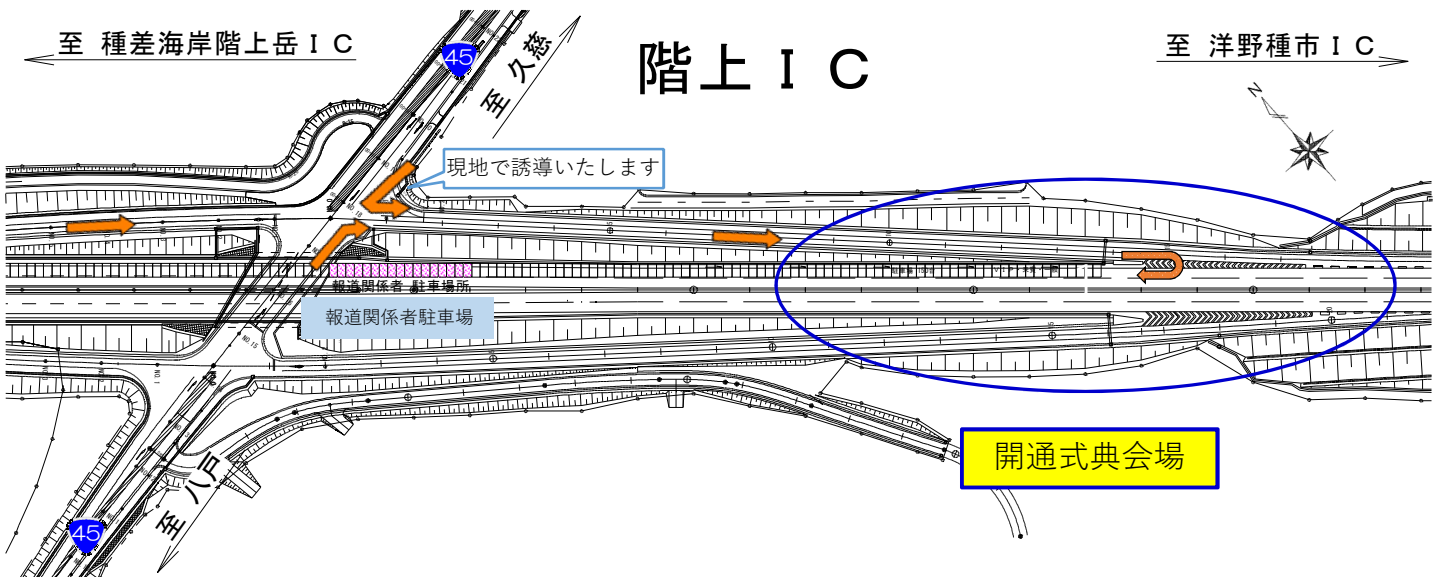 至 種差海岸階上岳ＩＣ
階上ＩＣ
至 洋野種市ＩＣ
45
至 久慈
N
現地で誘導いたします
報道関係者 駐車場所
報道関係者駐車場
開通式典会場
至 八戸
45